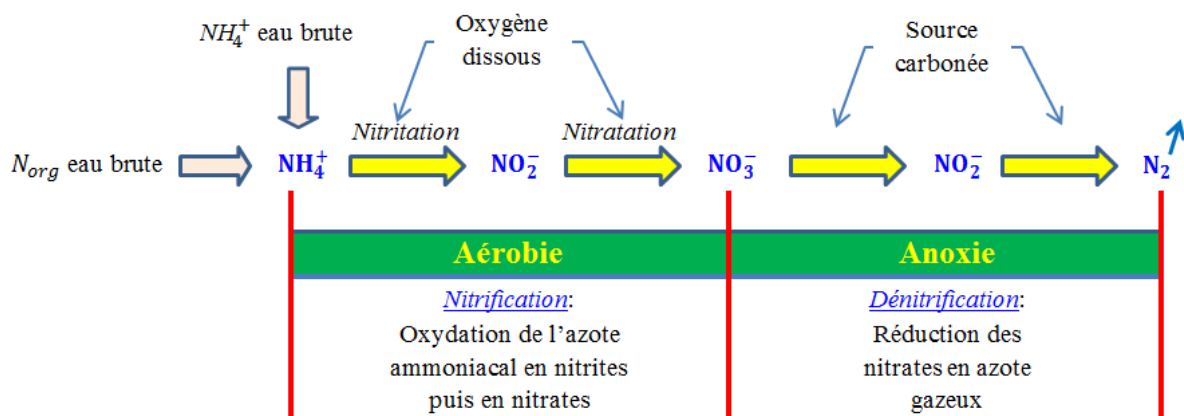 NH₄⁺ eau brute
Oxygène
dissous
Source
carbonée
Nitritation
Nitratation
N_org eau brute
NH₄⁺
NO₂⁻
NO₃⁻
NO₂⁻
N₂
Aérobie
Anoxie
Nitrification:
Oxydation de l’azote
ammoniacal en nitrites
puis en nitrates
Dénitrification:
Réduction des
nitrates en azote
gazeux